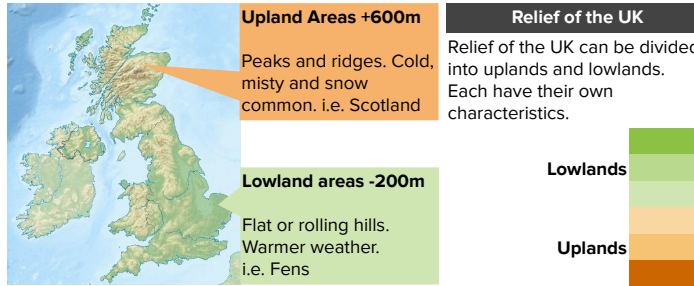 Upland Areas +600m
Peaks and ridges. Cold,
misty and snow
common. i.e. Scotland
Lowland areas -200m
Flat or rolling hills.
Warmer weather.
i.e. Fens
Relief of the UK
Relief of the UK can be divided
into uplands and lowlands.
Each have their own
characteristics.
Lowlands
Uplands